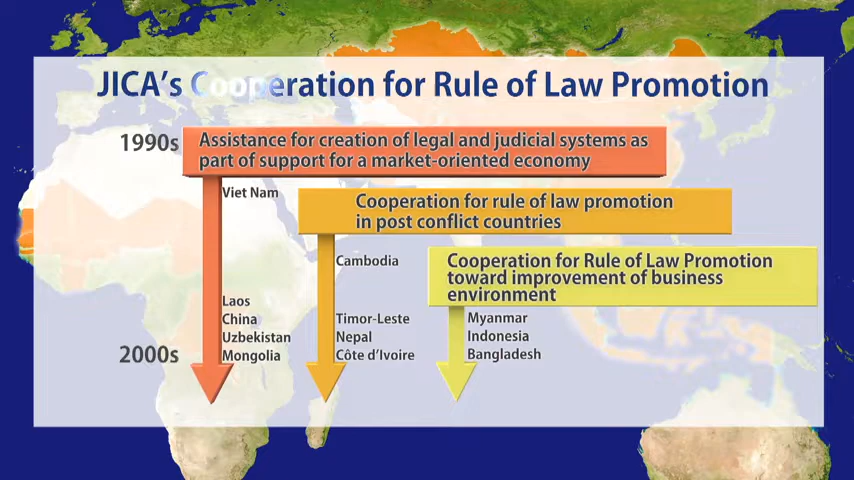 JICA's Cooperation for Rule of Law Promotion
1990s
Assistance for creation of legal and judicial systems as
part of support for a market-oriented economy
Viet Nam
Cooperation for rule of law promotion
in post conflict countries
Cambodia
Cooperation for Rule of Law Promotion
toward improvement of business
environment
Laos
China
Uzbekistan
Mongolia
Timor-Leste
Nepal
Côte d'Ivoire
Myanmar
Indonesia
Bangladesh
2000s